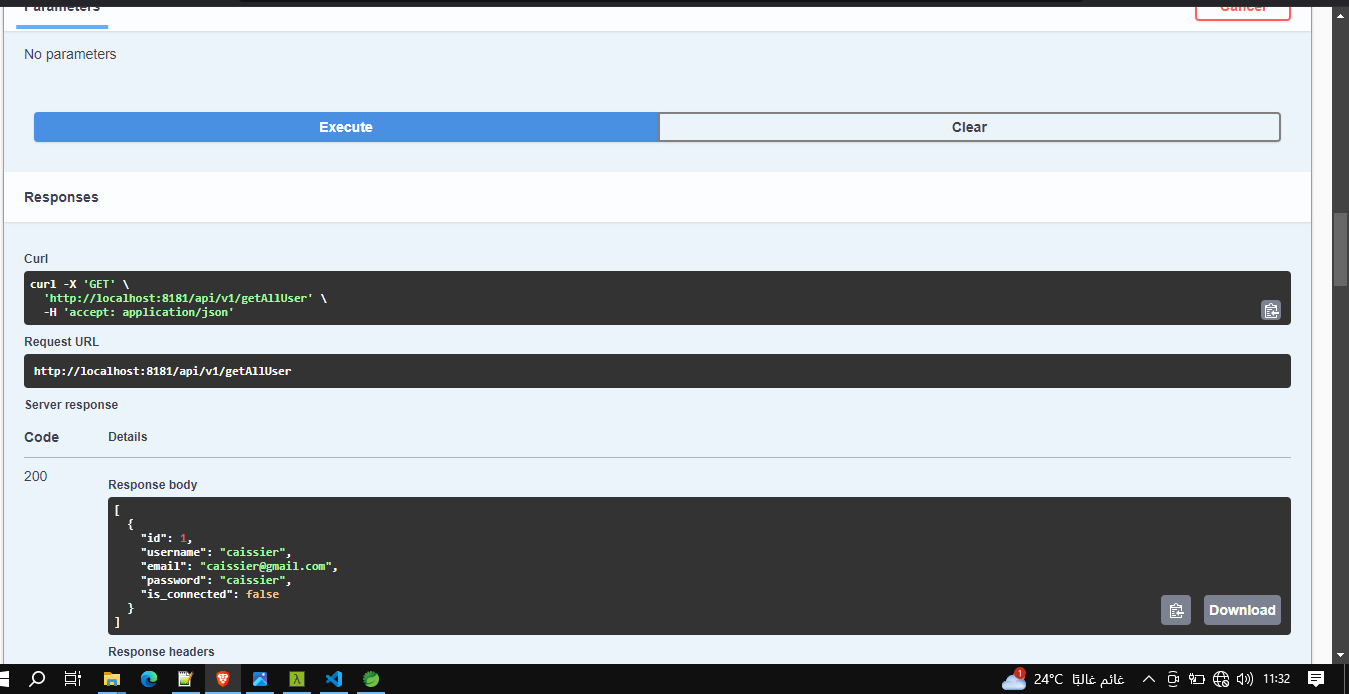 Parameters
Cancel
No parameters
Execute
Clear
Responses
Curl
curl -X 'GET' \
'http://localhost:8181/api/v1/getAllUser' \
-H 'accept: application/json'
Request URL
http://localhost:8181/api/v1/getAllUser
Server response
Code
Details
200
Response body
[
{
"id": 1,
"username": "caissier",
"email": "caissier@gmail.com",
"password": "caissier",
"is_connected": false
}
]
Download
Response headers
1
24°C غائم غالبًا
11:32